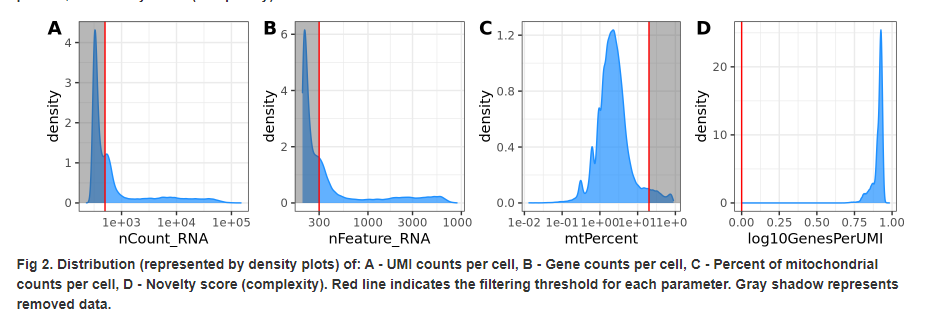 A B C D
density density density density
4 6 1.2
3 0.8 20
4
2
0.4 10
1 2
0 0 0.0 0
1e+03 1e+04 1e+05 300 1000 3000 1000 1e-02 1e-01 1e+00 1e+01 1e+0 0.00 0.25 0.50 0.75 1.00
nCount_RNA nFeature_RNA mtPercent log10GenesPerUMI
Fig 2. Distribution (represented by density plots) of: A - UMI counts per cell, B - Gene counts per cell, C - Percent of mitochondrial
counts per cell, D - Novelty score (complexity). Red line indicates the filtering threshold for each parameter. Gray shadow represents
removed data.